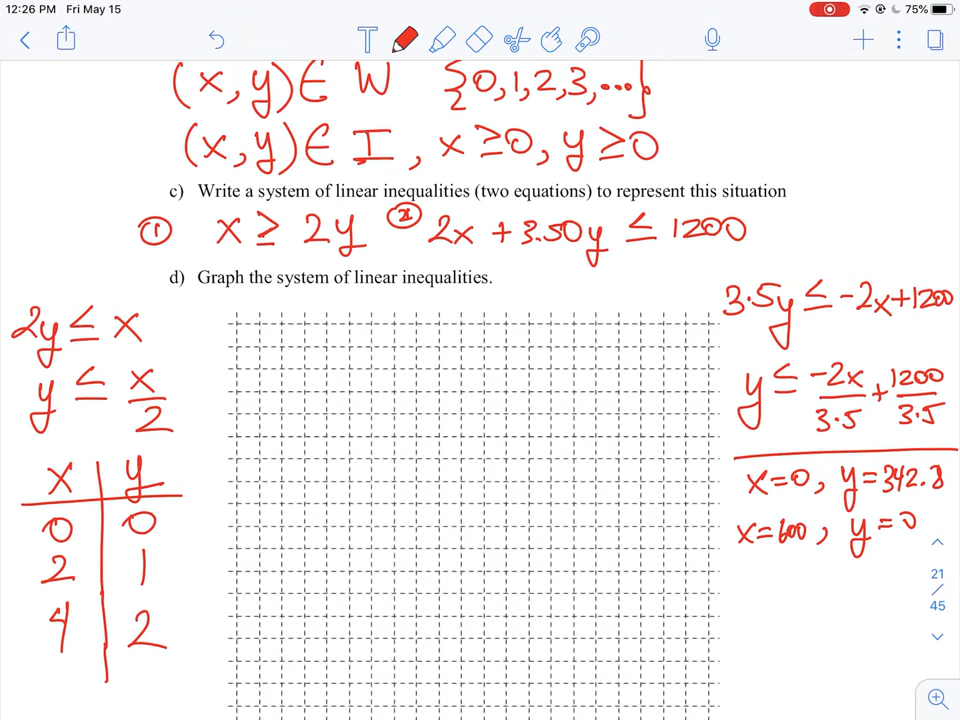 12:26 PM Fri May 15
75%
(x, y) ∈ W {0, 1, 2, 3, ...}
(x, y) ∈ I, x ≥ 0, y ≥ 0
c) Write a system of linear inequalities (two equations) to represent this situation
① x ≥ 2y ② 2x + 3.50y ≤ 1200
d) Graph the system of linear inequalities.
2y ≤ x
y ≤ x/2
x | y
0 | 0
2 | 1
4 | 2
3.5y ≤ -2x + 1200
y ≤ -2x/3.5 + 1200/3.5
x = 0, y = 342.8
x = 600, y = 0
21
/
45